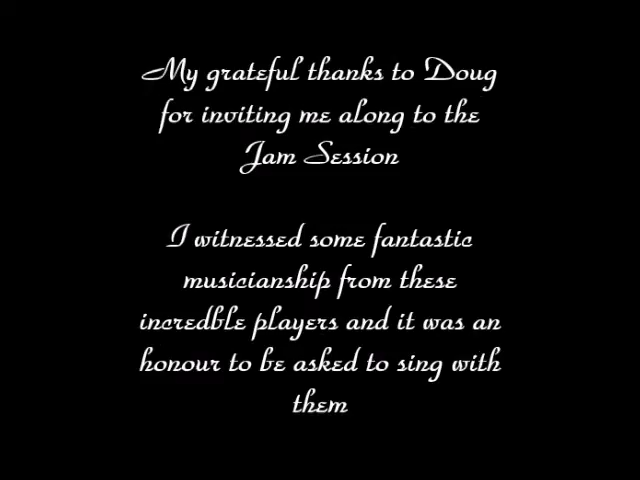 My grateful thanks to Doug
for inviting me along to the
Jam Session
I witnessed some fantastic
musicianship from these
incredble players and it was an
honour to be asked to sing with
them